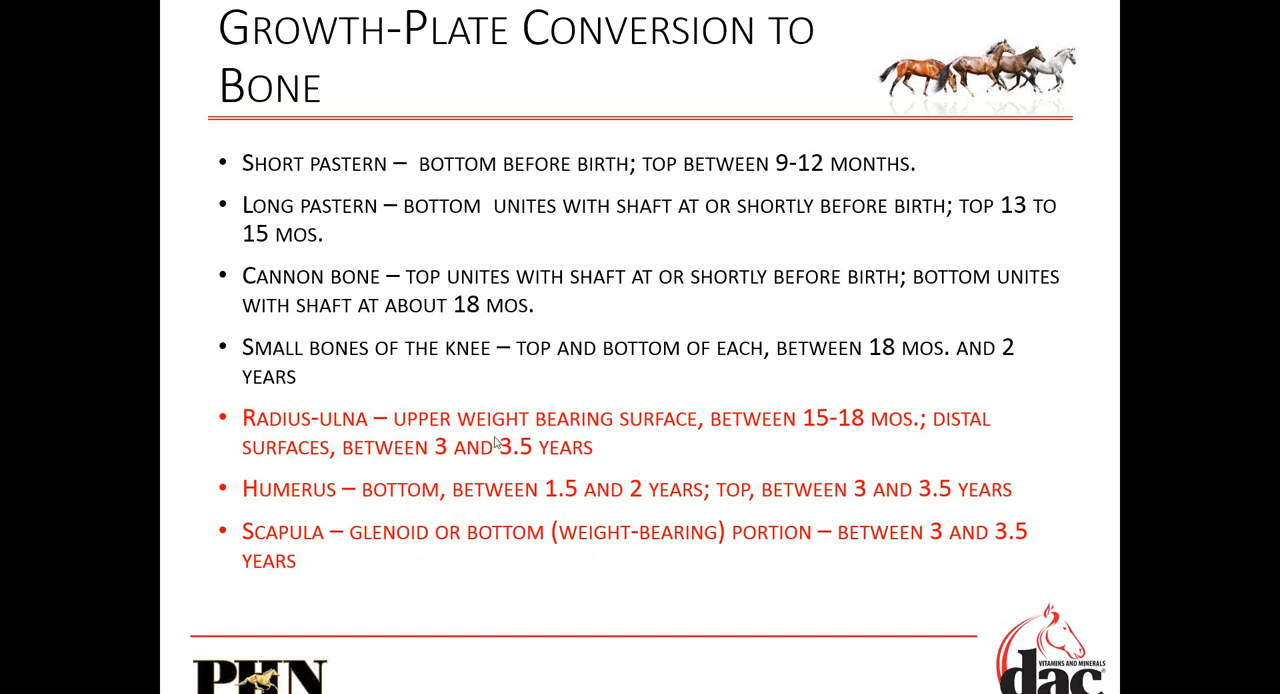 Growth-Plate Conversion to
Bone
• Short pastern – bottom before birth; top between 9-12 months.
• Long pastern – bottom unites with shaft at or shortly before birth; top 13 to
15 mos.
• Cannon bone – top unites with shaft at or shortly before birth; bottom unites
with shaft at about 18 mos.
• Small bones of the knee – top and bottom of each, between 18 mos. and 2
years
• Radius-ulna – upper weight bearing surface, between 15-18 mos.; distal
surfaces, between 3 and 3.5 years
• Humerus – bottom, between 1.5 and 2 years; top, between 3 and 3.5 years
• Scapula – glenoid or bottom (weight-bearing) portion – between 3 and 3.5
years
PHN
dac
VITAMINS AND MINERALS